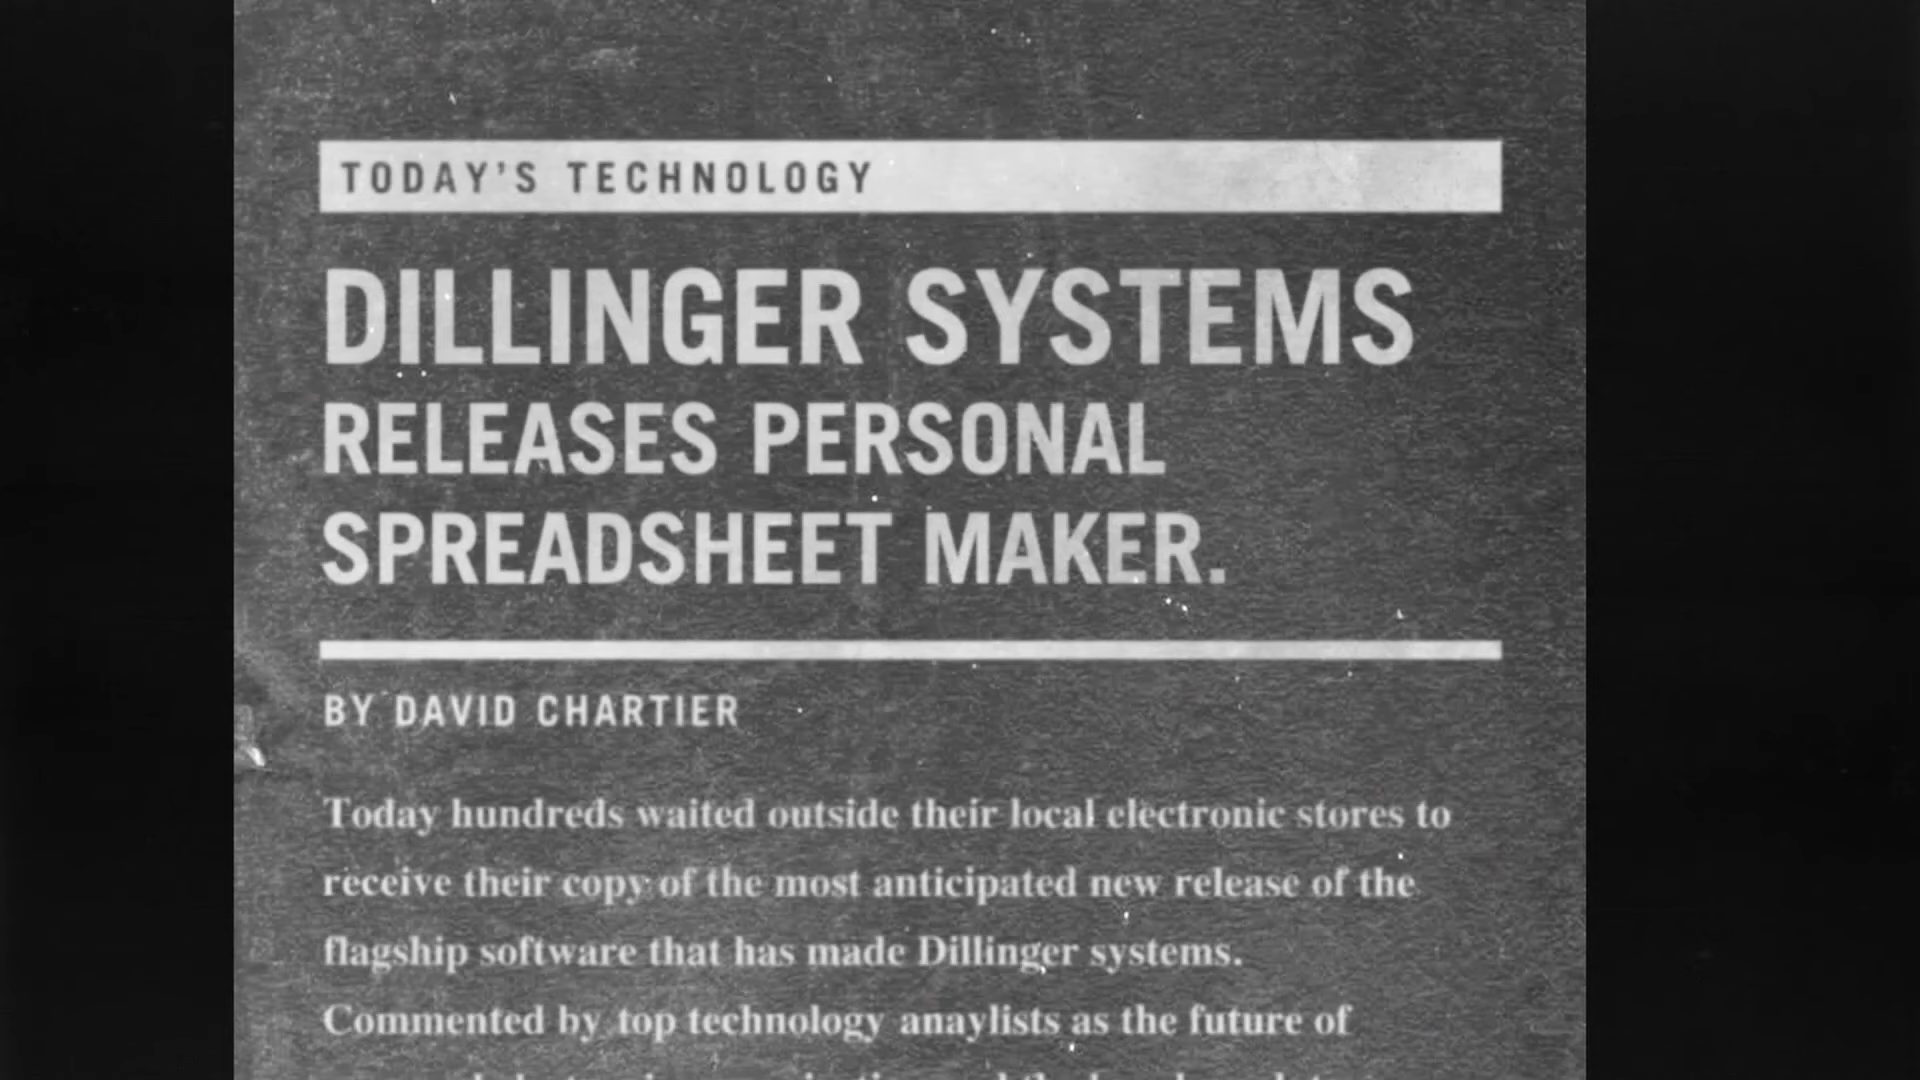 TODAY'S TECHNOLOGY
DILLINGER SYSTEMS
RELEASES PERSONAL
SPREADSHEET MAKER.
BY DAVID CHARTIER
Today hundreds waited outside their local electronic stores to
receive their copy of the most anticipated new release of the
flagship software that has made Dillinger systems.
Commented by top technology anaylists as the future of